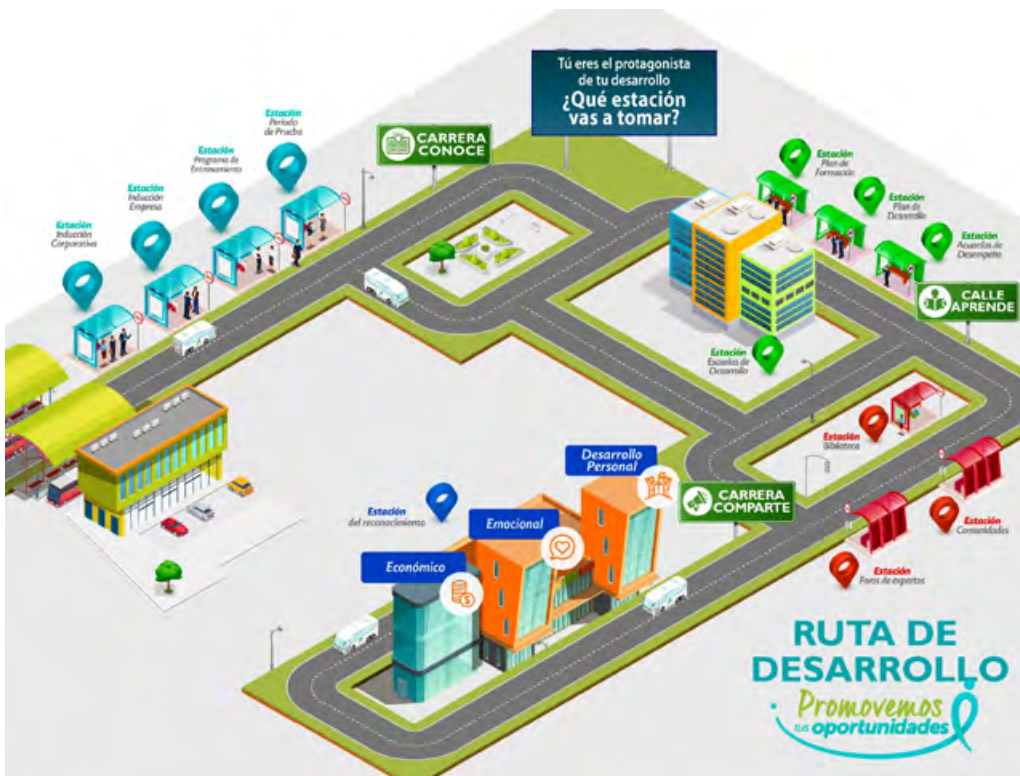 Tú eres el protagonista
de tu desarrollo
¿Qué estación
vas a tomar?
Estación
Período
de Prueba
CARRERA
CONOCE
Estación
Programa de
Entrenamiento
Estación
Inducción
Empresa
Estación
Inducción
Corporativa
Estación
Plan de
Formación
Estación
Plan de
Desarrollo
Estación
Acuerdos de
Desempeño
CALLE
APRENDE
Estación
Escuelas de
Desarrollo
Estación
Biblioteca
Estación
Comunidades
Estación
Foros de expertos
CARRERA
COMPARTE
Desarrollo
Personal
Emocional
Económico
Estación
del reconocimiento
RUTA DE
DESARROLLO
Promovemos
tus oportunidades